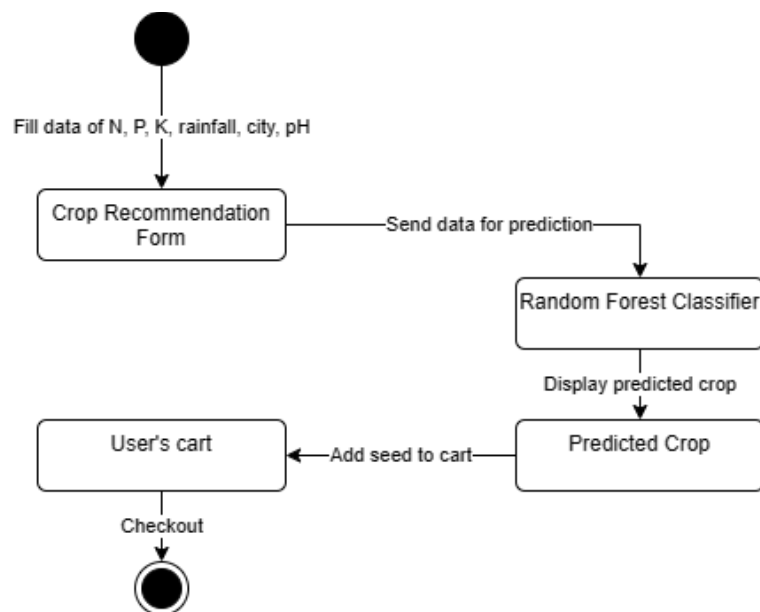 Fill data of N, P, K, rainfall, city, pH
Crop Recommendation
Form
Send data for prediction
Random Forest Classifier
Display predicted crop
Predicted Crop
Add seed to cart
User's cart
Checkout